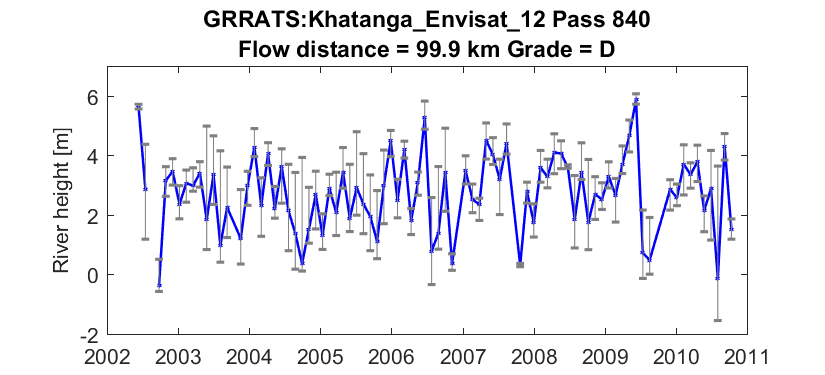 GRRATS:Khatanga_Envisat_12 Pass 840
Flow distance = 99.9 km Grade = D
River height [m]
6
4
2
0
-2
2002 2003 2004 2005 2006 2007 2008 2009 2010 2011